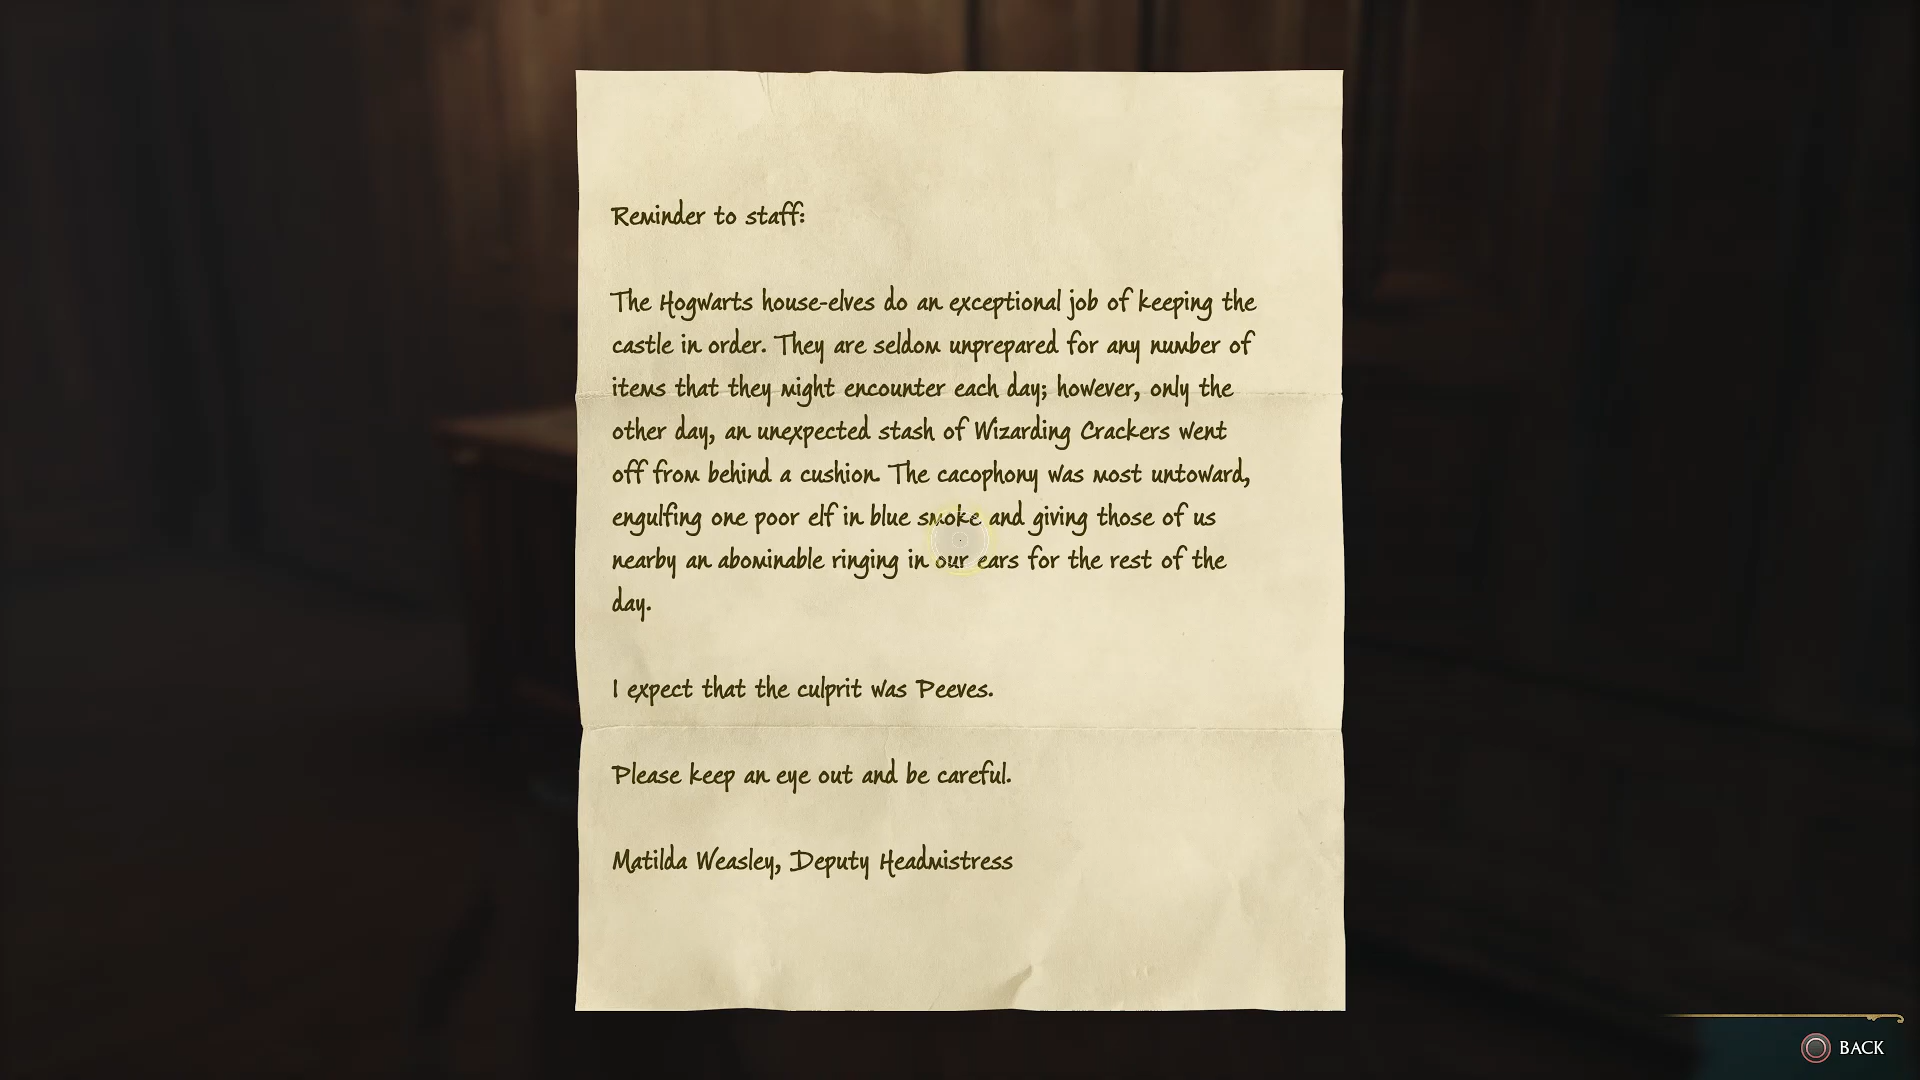 Reminder to staff:
The Hogwarts house-elves do an exceptional job of keeping the
castle in order. They are seldom unprepared for any number of
items that they might encounter each day; however, only the
other day, an unexpected stash of Wizarding Crackers went
off from behind a cushion. The cacophony was most untoward,
engulfing one poor elf in blue smoke and giving those of us
nearby an abominable ringing in our ears for the rest of the
day.
I expect that the culprit was Peeves.
Please keep an eye out and be careful.
Matilda Weasley, Deputy Headmistress
BACK